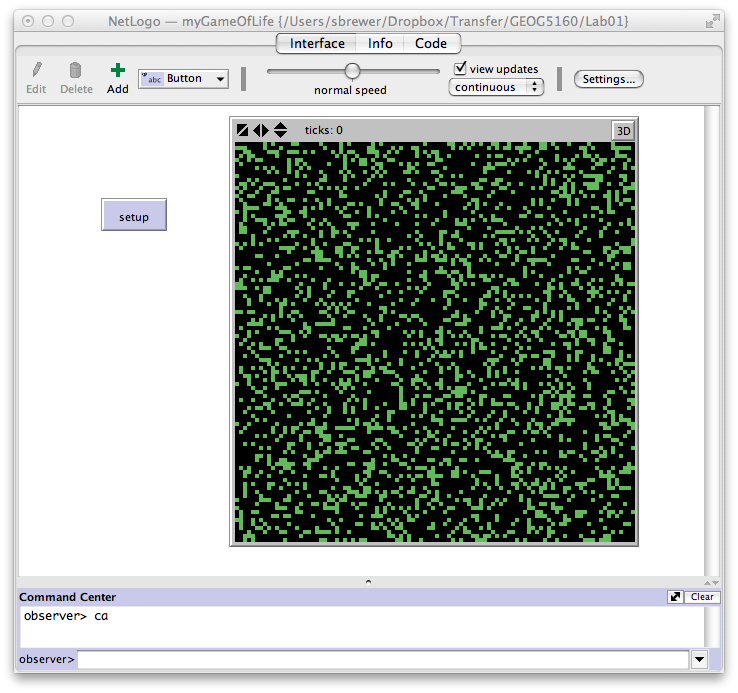 NetLogo — myGameOfLife {/Users/sbrewer/Dropbox/Transfer/GEOG5160/Lab01}
Interface Info Code
Edit Delete Add abc Button normal speed view updates continuous Settings...
ticks: 0 3D
setup
Command Center Clear
observer> ca
observer>